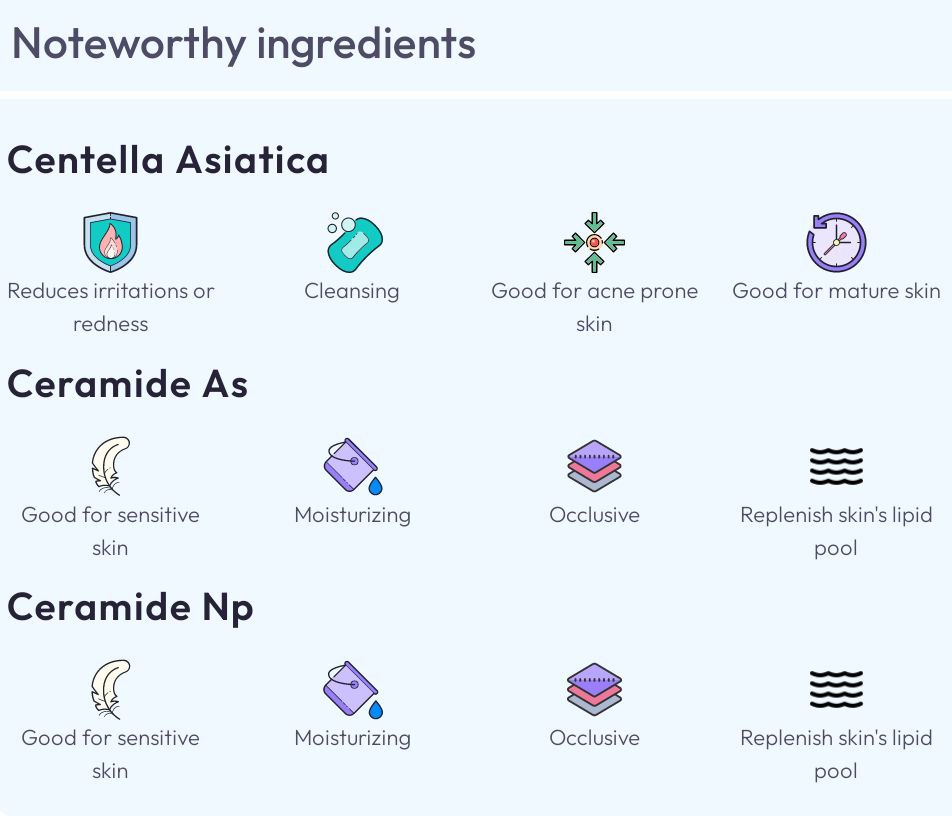 Noteworthy ingredients
Centella Asiatica
Reduces irritations or
redness
Cleansing
Good for acne prone
skin
Good for mature skin
Ceramide As
Good for sensitive
skin
Moisturizing
Occlusive
Replenish skin's lipid
pool
Ceramide Np
Good for sensitive
skin
Moisturizing
Occlusive
Replenish skin's lipid
pool